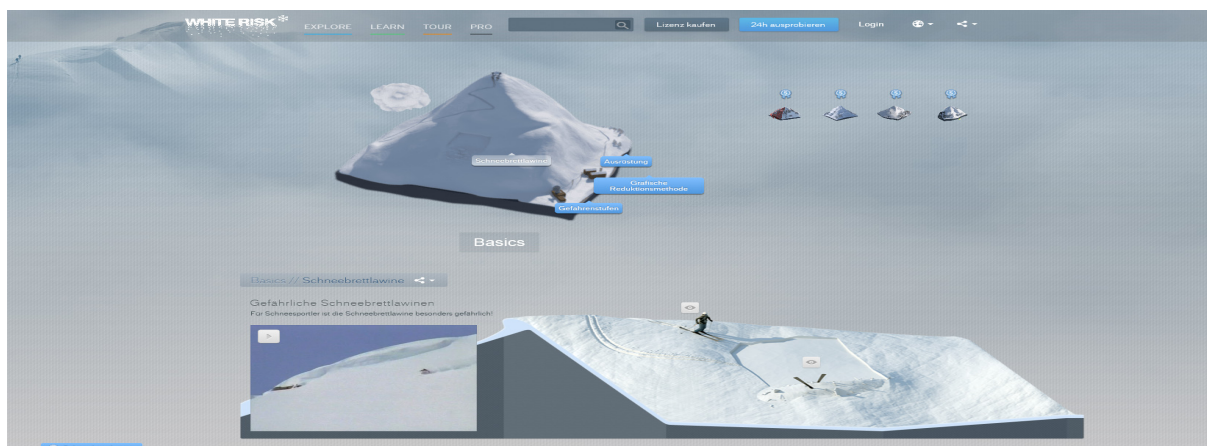 WHITE RISK
EXPLORE LEARN TOUR PRO
Lizenz kaufen
24h ausprobieren
Login
Schneebrettlawine
Ausrüstung
Grafische
Reduktionsmethode
Gefahrenstufen
Basics
Basics // Schneebrettlawine
Gefährliche Schneebrettlawinen
Für Schneesportler ist die Schneebrettlawine besonders gefährlich!